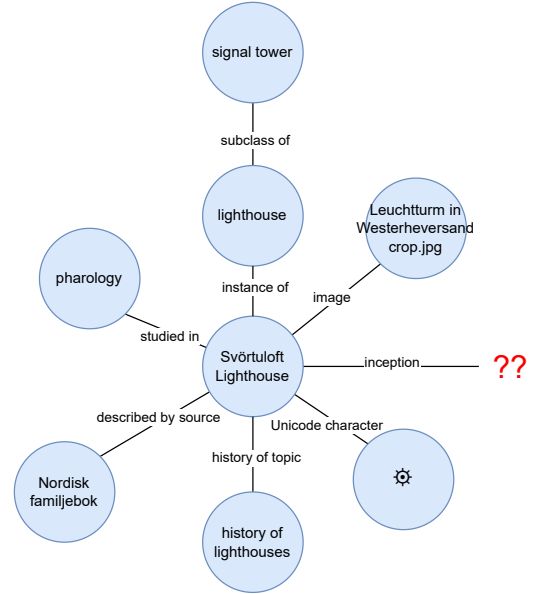 signal tower
subclass of
lighthouse
Leuchtturm in
Westerheversand
crop.jpg
pharology
instance of
image
studied in
Svörtuloft
Lighthouse
inception
??
described by source
Unicode character
history of topic
Nordisk
familjebok
⛯
history of
lighthouses